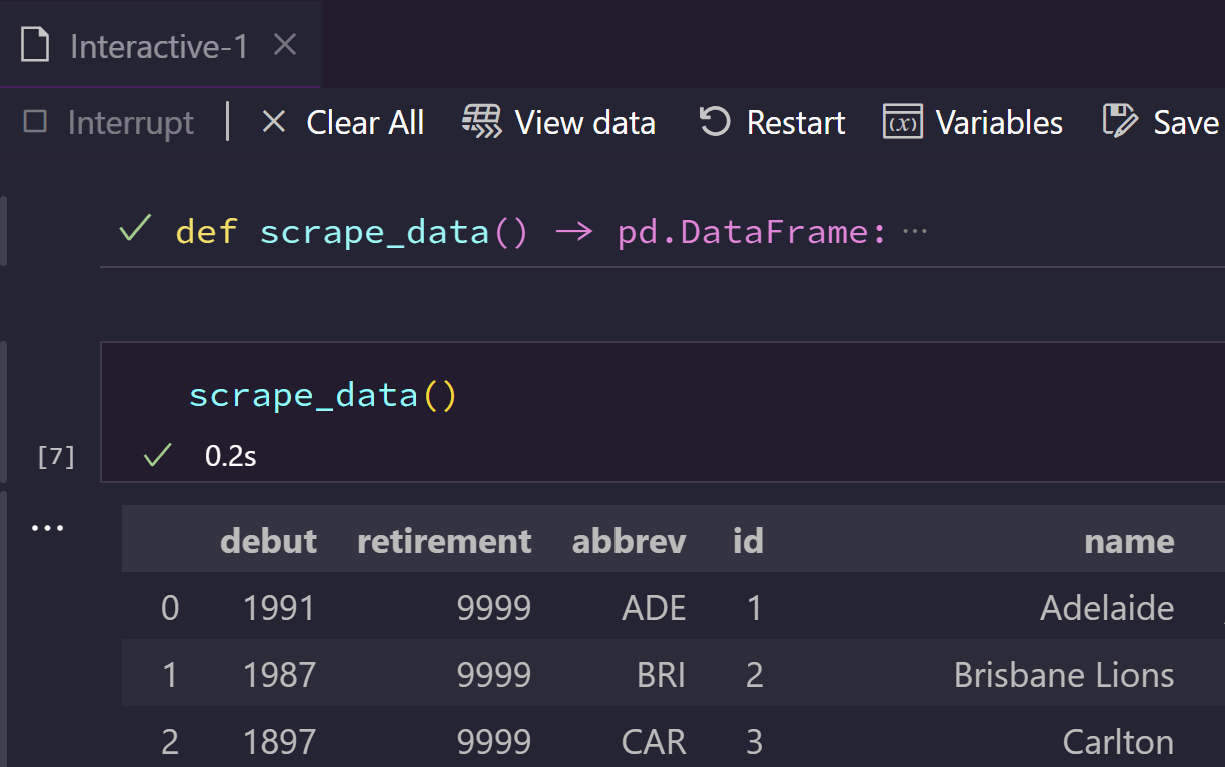 Interactive-1
Interrupt Clear All View data Restart (x) Variables Save
def scrape_data() -> pd.DataFrame: ...
scrape_data()
[7] 0.2s
debut retirement abbrev id name
0 1991 9999 ADE 1 Adelaide
1 1987 9999 BRI 2 Brisbane Lions
2 1897 9999 CAR 3 Carlton